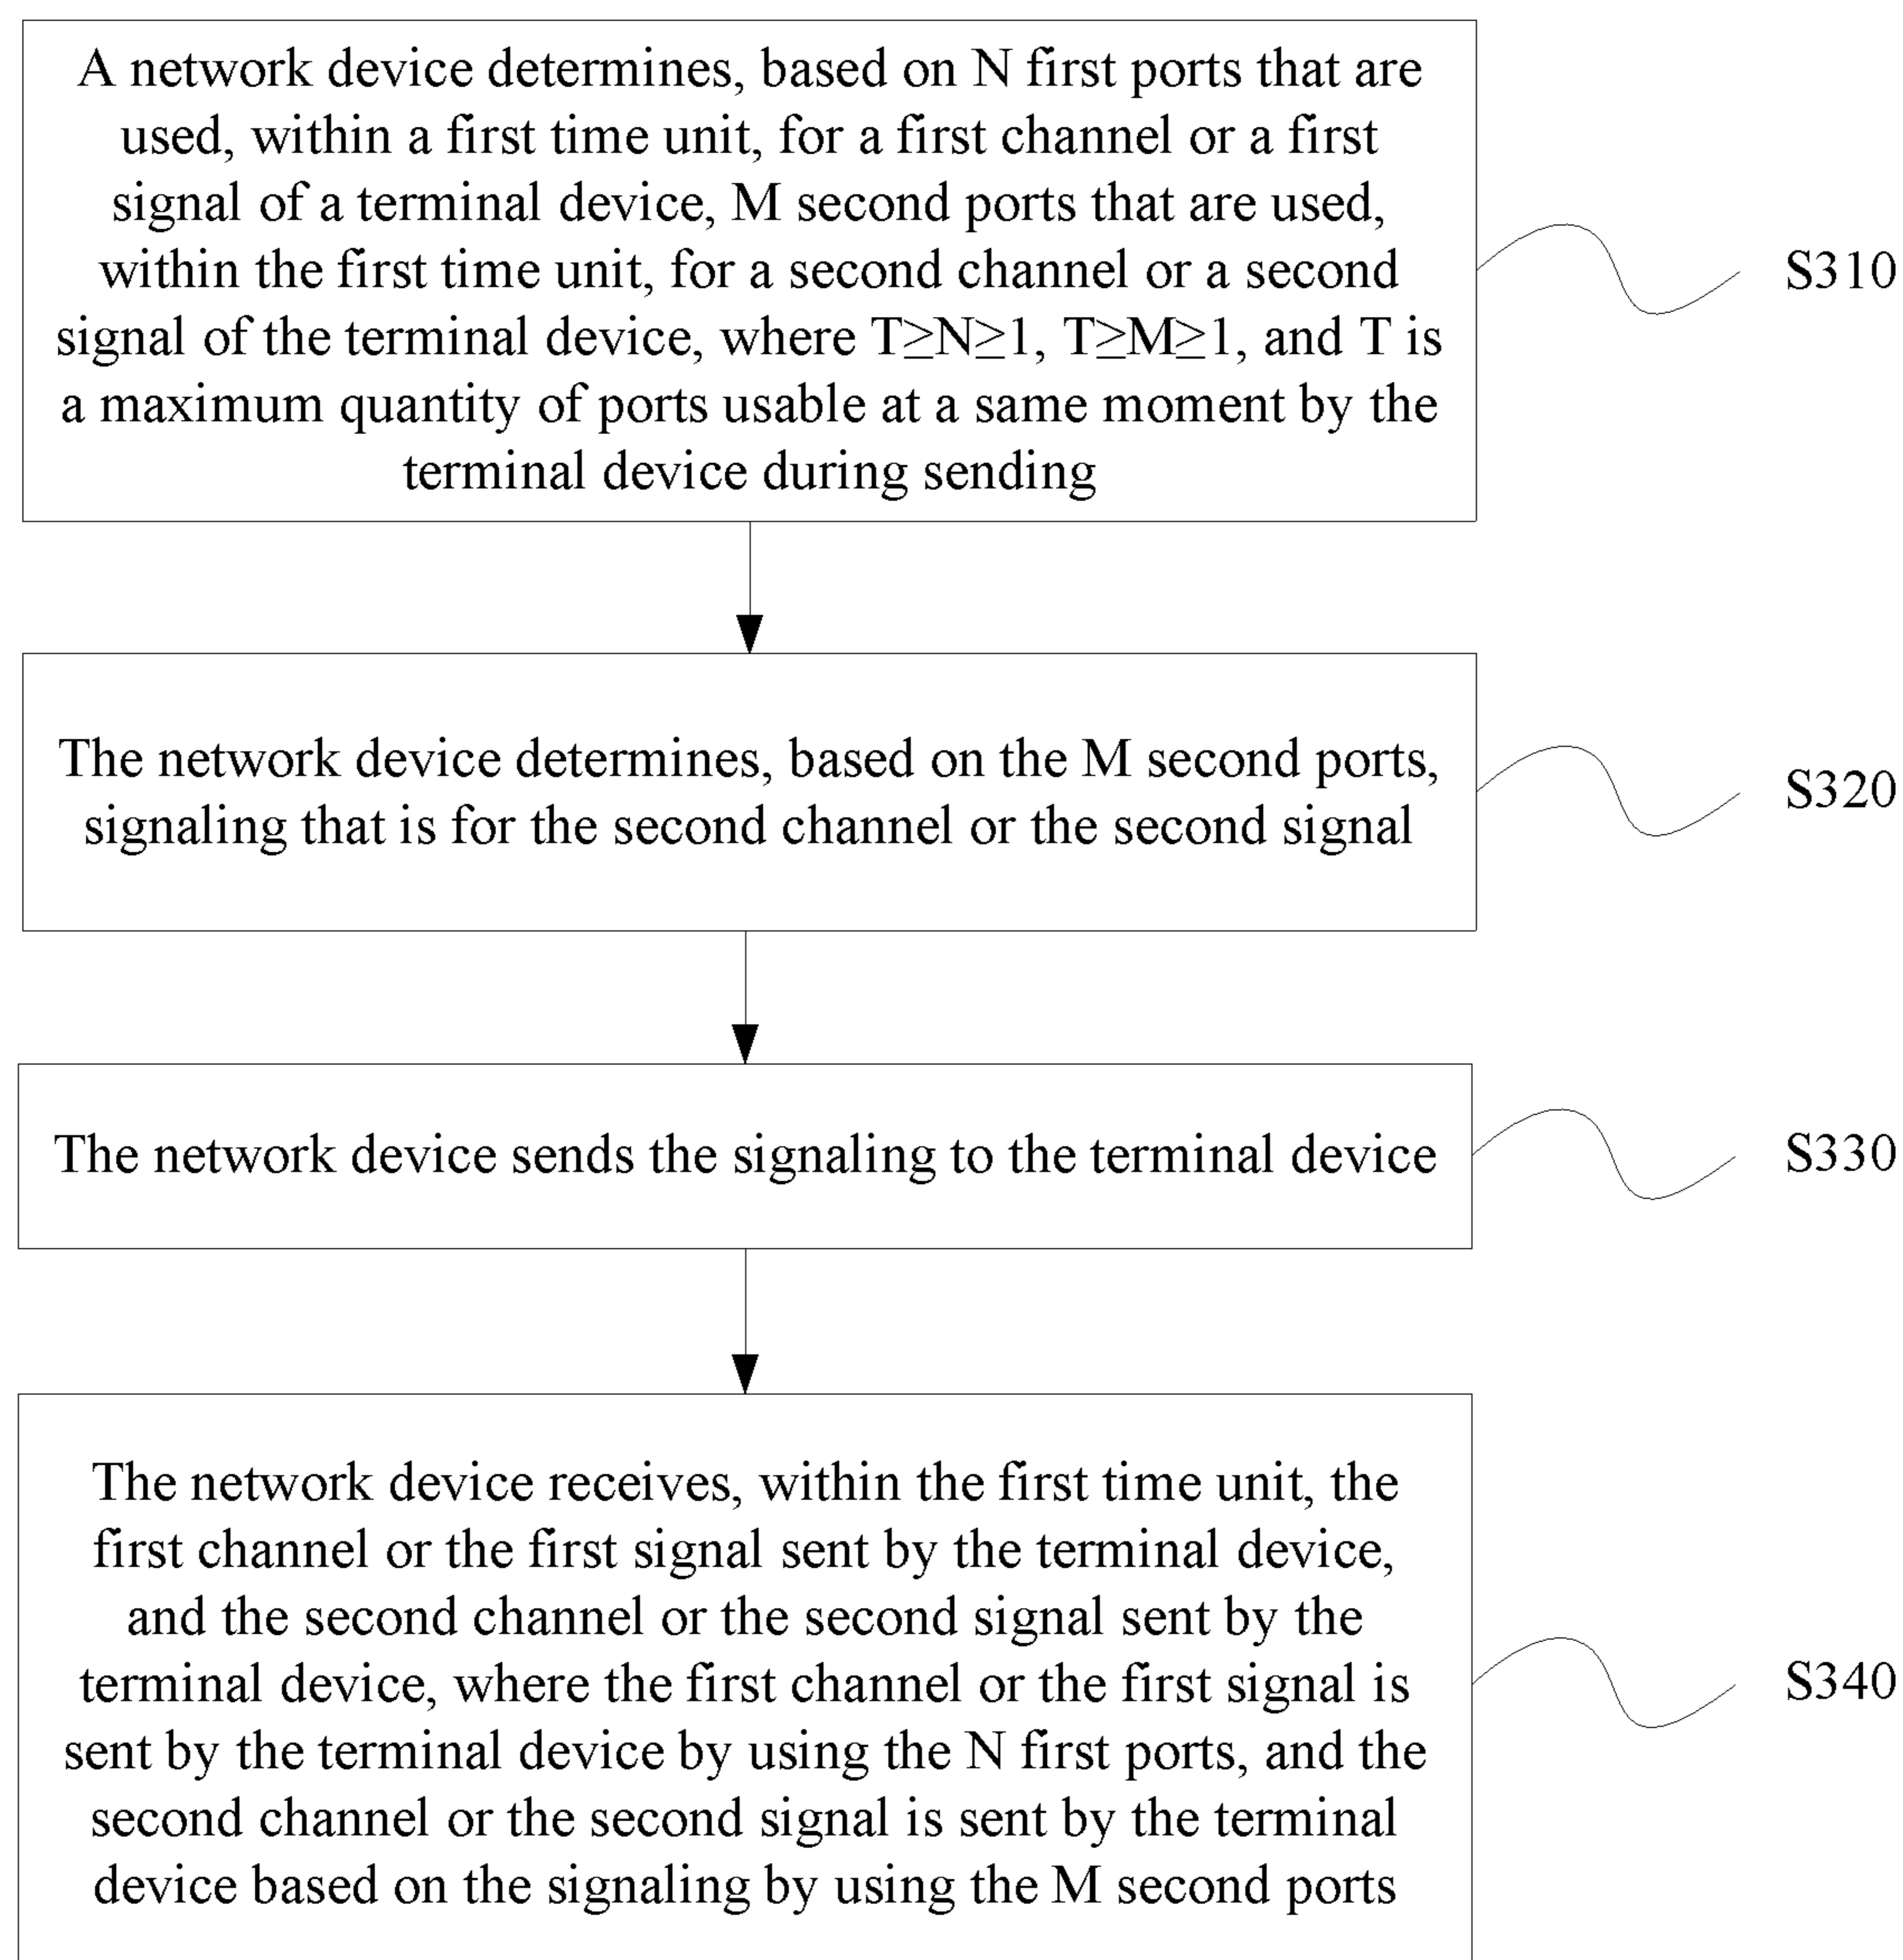 A network device determines, based on N first ports that are
used, within a first time unit, for a first channel or a first
signal of a terminal device, M second ports that are used,
within the first time unit, for a second channel or a second
signal of the terminal device, where T≥N≥1, T≥M≥1, and T is
a maximum quantity of ports usable at a same moment by the
terminal device during sending
S310
The network device determines, based on the M second ports,
signaling that is for the second channel or the second signal
S320
The network device sends the signaling to the terminal device
S330
The network device receives, within the first time unit, the
first channel or the first signal sent by the terminal device,
and the second channel or the second signal sent by the
terminal device, where the first channel or the first signal is
sent by the terminal device by using the N first ports, and the
second channel or the second signal is sent by the terminal
device based on the signaling by using the M second ports
S340